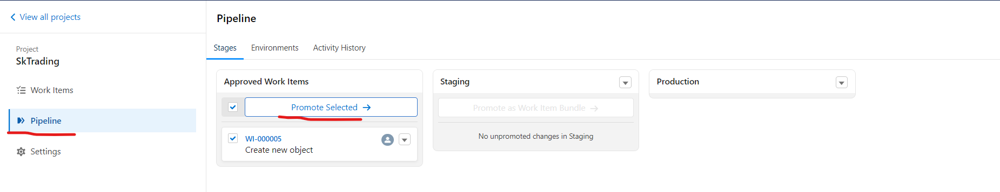 View all projects
Project
SkTrading
Work Items
Pipeline
Settings
Pipeline
Stages
Environments
Activity History
Approved Work Items
Promote Selected
WI-000005
Create new object
Staging
Promote as Work Item Bundle
No unpromoted changes in Staging
Production